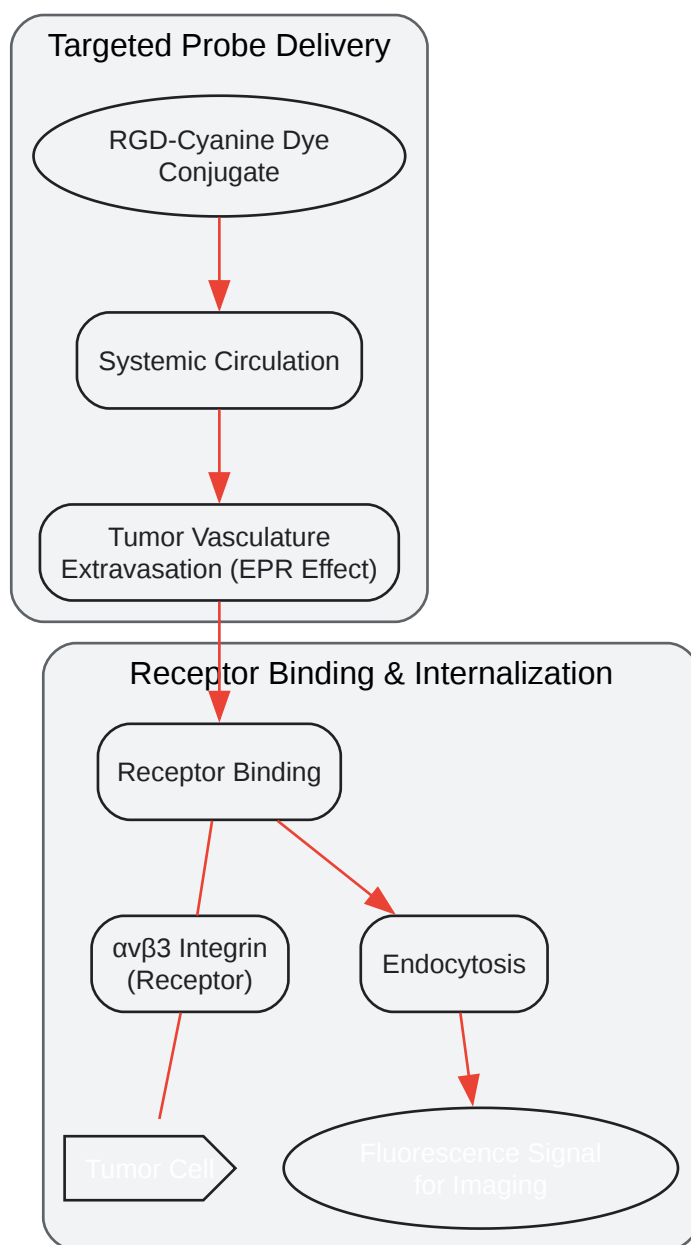 Targeted Probe Delivery
RGD-Cyanine Dye
Conjugate
Systemic Circulation
Tumor Vasculature
Extravasation (EPR Effect)
Receptor Binding & Internalization
Receptor Binding
αvβ3 Integrin
(Receptor)
Endocytosis
Tumor Cell
Fluorescence Signal
for Imaging